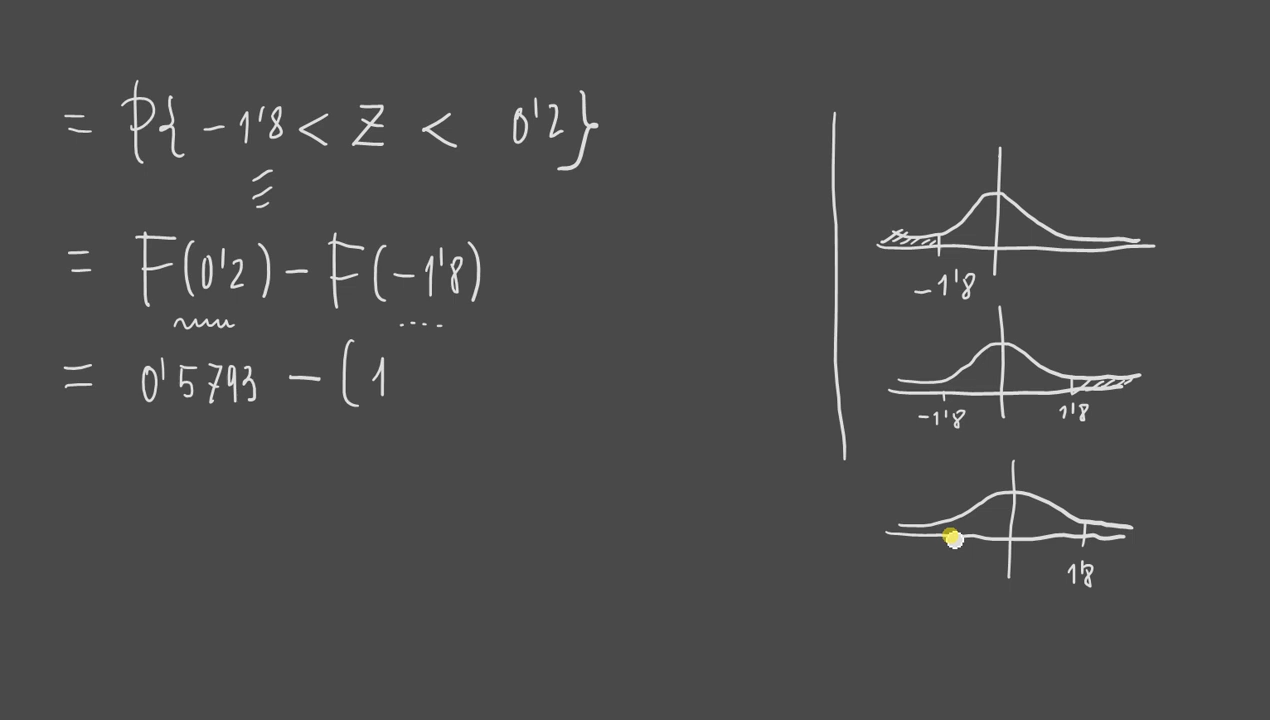 = P{ -1'8 < Z < 0'2}
= F(0'2) - F(-1'8)
= 0'5793 - (1
-1'8
-1'8 1'8
1'8